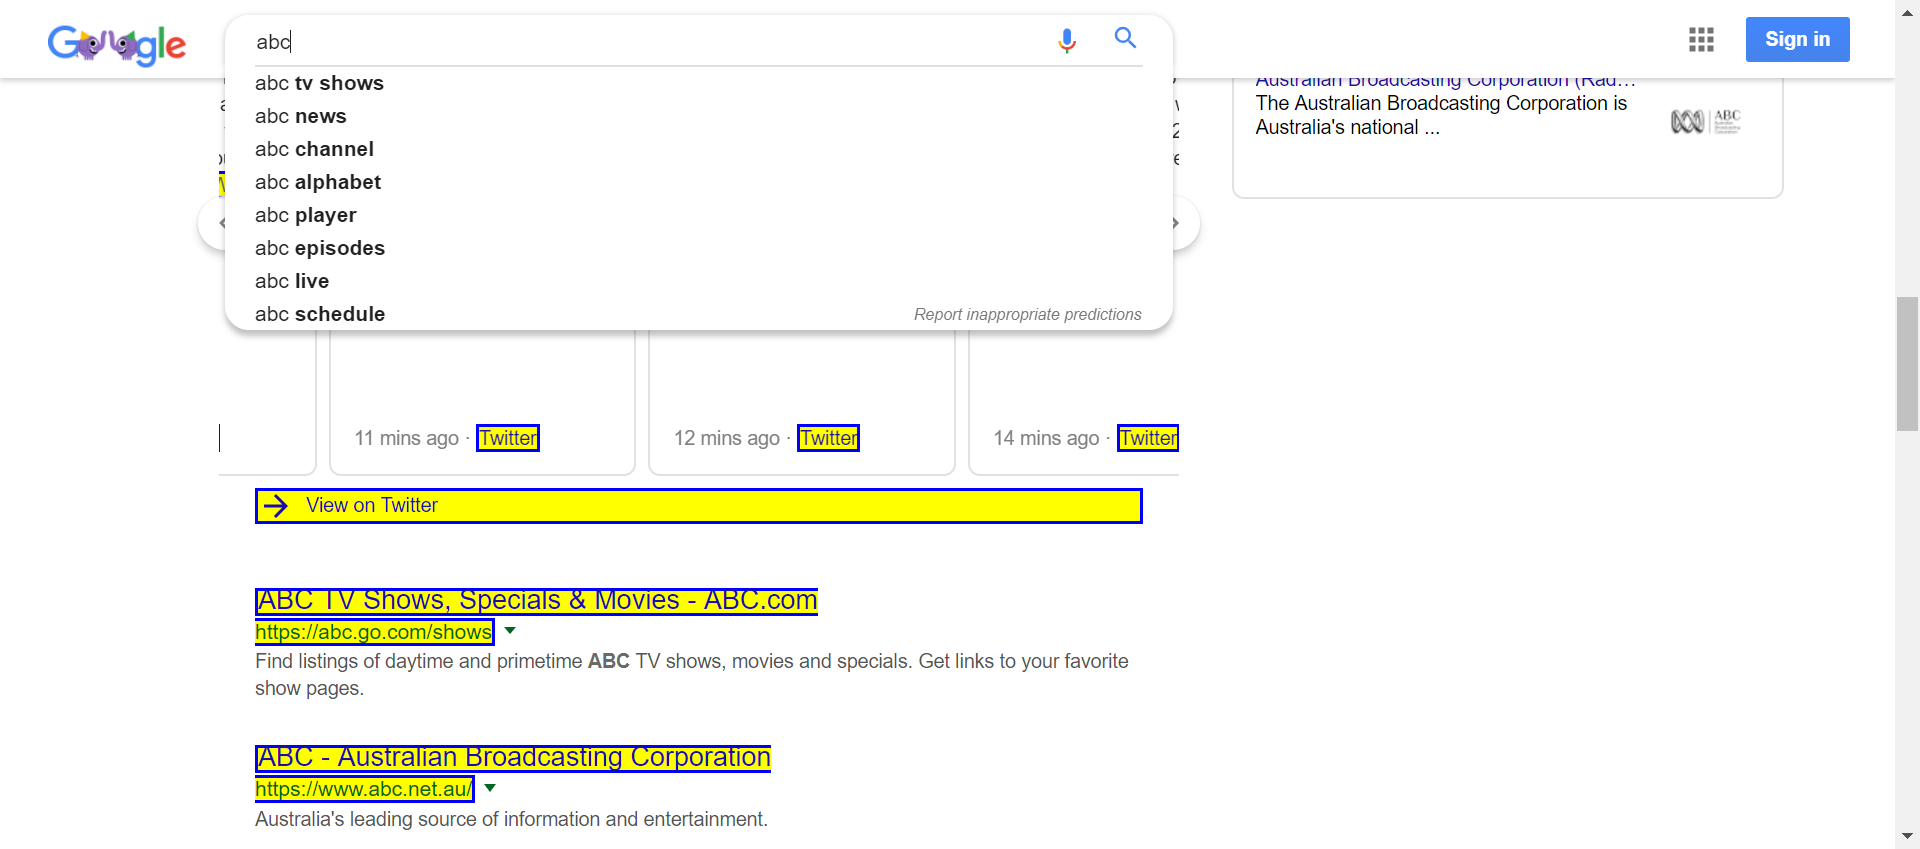 Google
abc
Sign in
abc tv shows
abc news
abc channel
abc alphabet
abc player
abc episodes
abc live
abc schedule
Report inappropriate predictions
Australian Broadcasting Corporation (Rad...
The Australian Broadcasting Corporation is
Australia's national ...
ABC
11 mins ago · Twitter
12 mins ago · Twitter
14 mins ago · Twitter
View on Twitter
ABC TV Shows, Specials & Movies - ABC.com
https://abc.go.com/shows
Find listings of daytime and primetime ABC TV shows, movies and specials. Get links to your favorite
show pages.
ABC - Australian Broadcasting Corporation
https://www.abc.net.au/
Australia's leading source of information and entertainment.